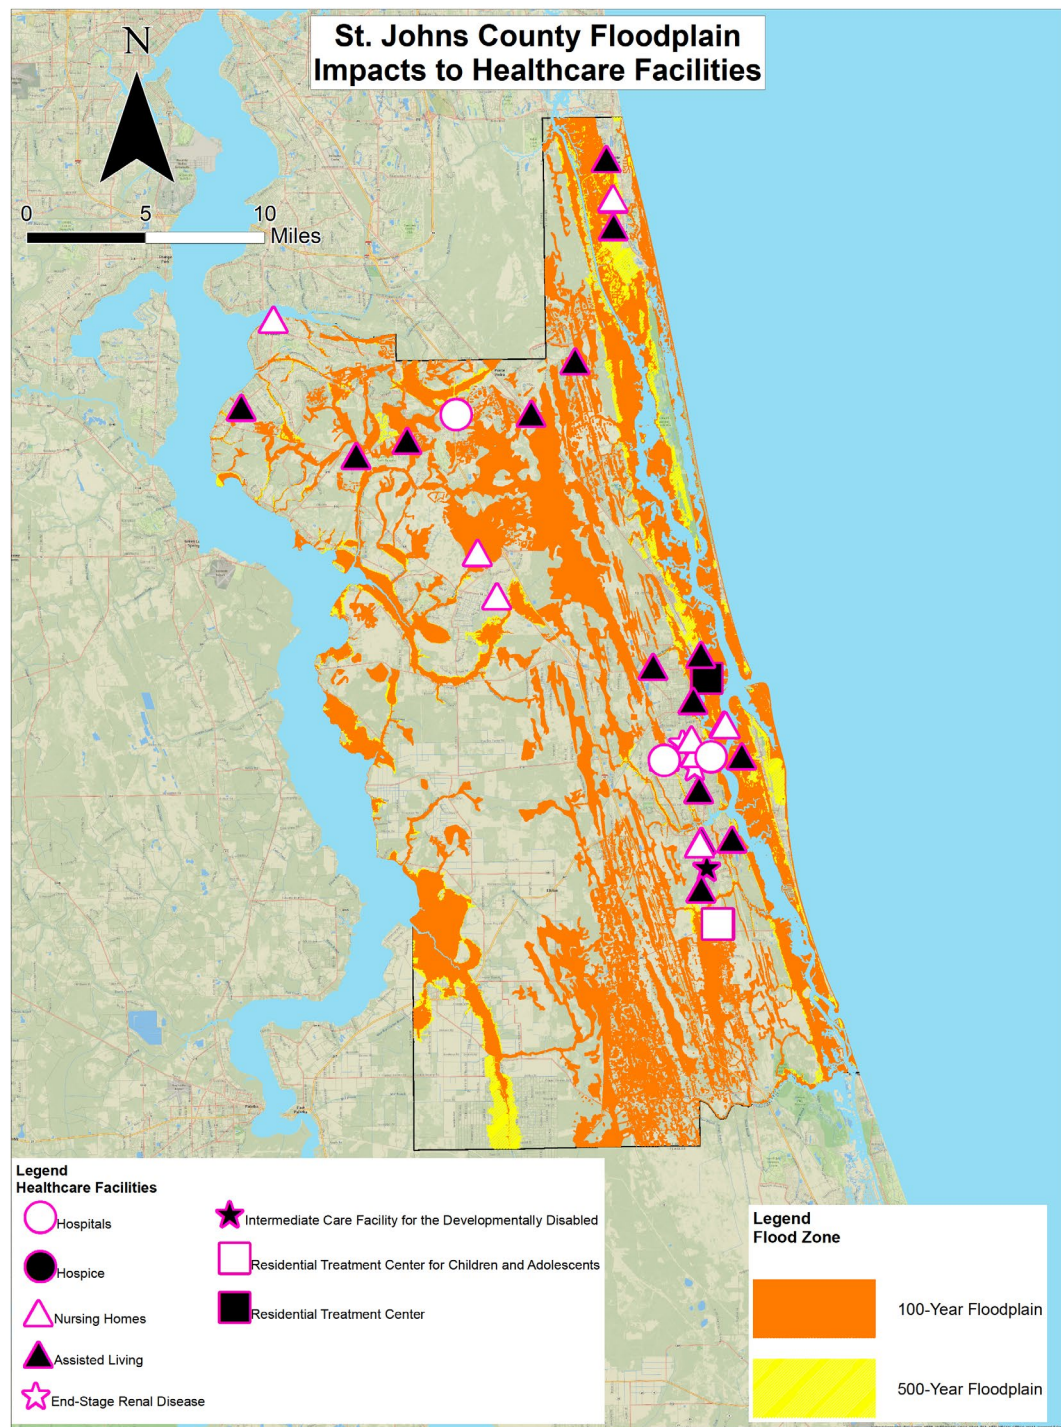 St. Johns County Floodplain
Impacts to Healthcare Facilities
N
0 5 10
Miles
Legend
Healthcare Facilities
Hospitals
Hospice
Nursing Homes
Assisted Living
End-Stage Renal Disease
Intermediate Care Facility for the Developmentally Disabled
Residential Treatment Center for Children and Adolescents
Residential Treatment Center
Legend
Flood Zone
100-Year Floodplain
500-Year Floodplain